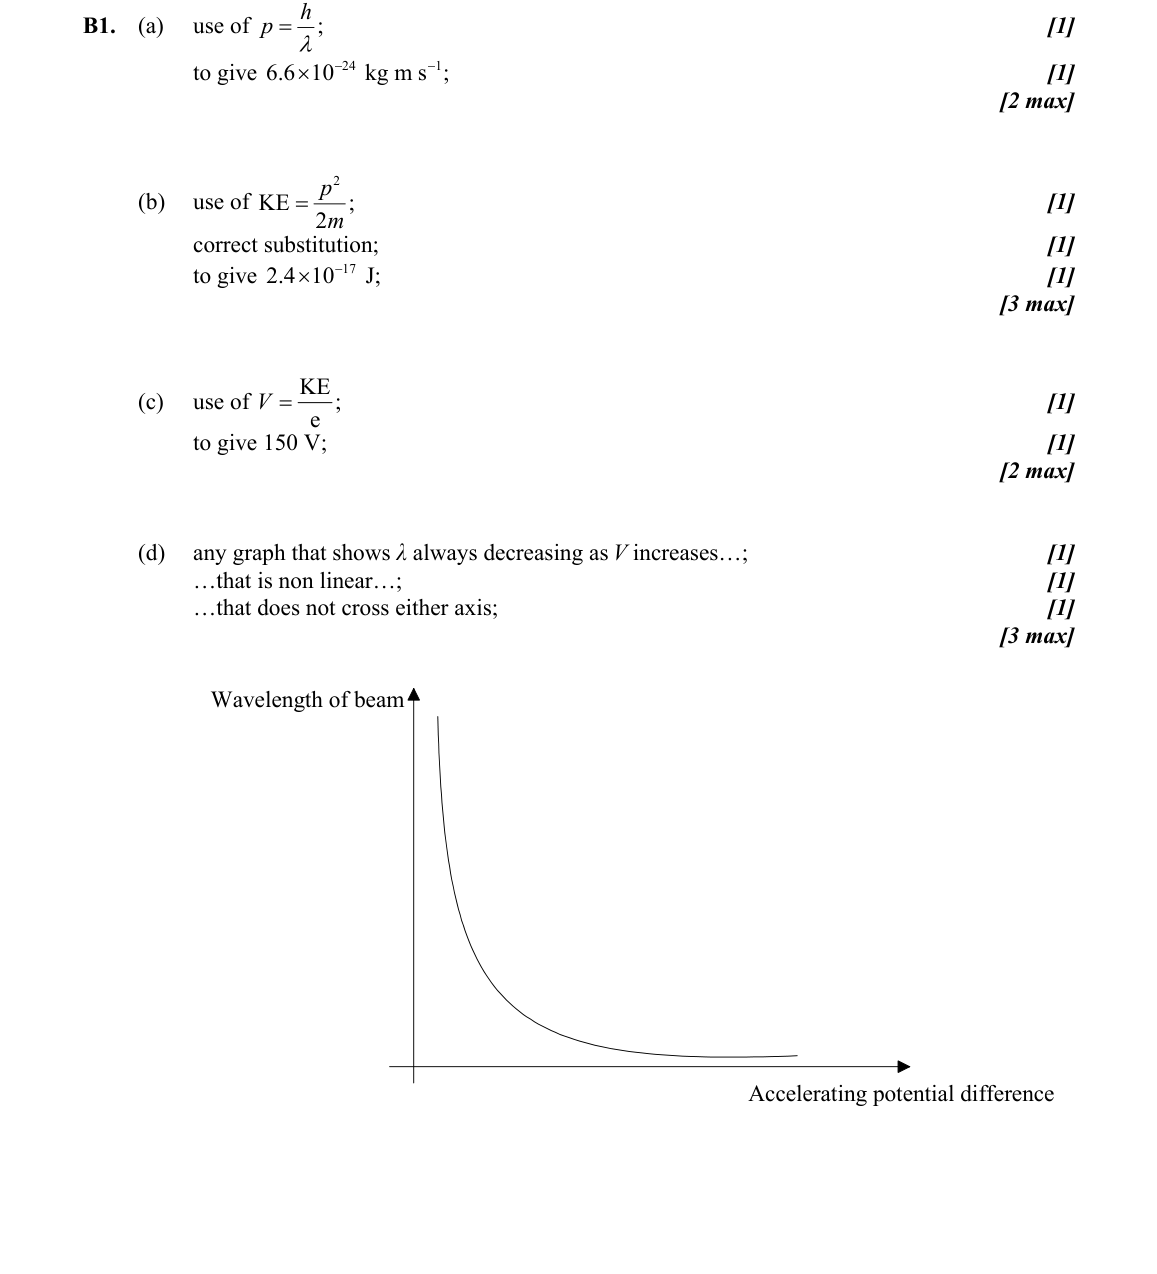 B1. (a) use of p = h/λ; [1]
to give 6.6×10⁻²⁴ kg m s⁻¹; [1]
[2 max]
(b) use of KE = p²/2m; [1]
correct substitution; [1]
to give 2.4×10⁻¹⁷ J; [1]
[3 max]
(c) use of V = KE/e; [1]
to give 150 V; [1]
[2 max]
(d) any graph that shows λ always decreasing as V increases…; [1]
…that is non linear…; [1]
…that does not cross either axis; [1]
[3 max]
Wavelength of beam
Accelerating potential difference